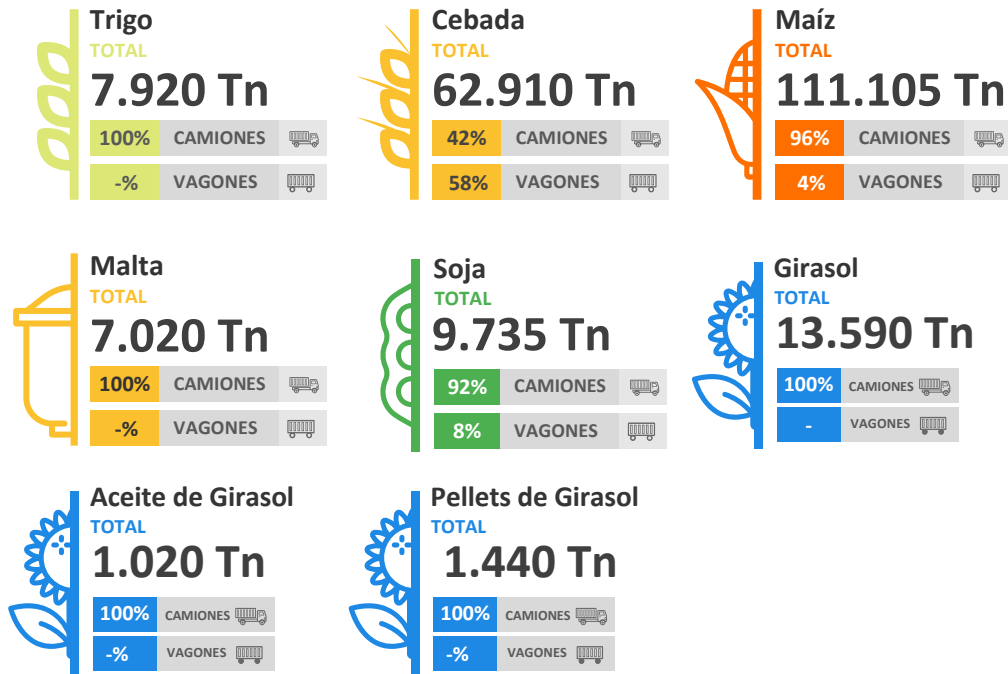 Trigo
TOTAL
7.920 Tn
100% CAMIONES
-% VAGONES
Cebada
TOTAL
62.910 Tn
42% CAMIONES
58% VAGONES
Maíz
TOTAL
111.105 Tn
96% CAMIONES
4% VAGONES
Malta
TOTAL
7.020 Tn
100% CAMIONES
-% VAGONES
Soja
TOTAL
9.735 Tn
92% CAMIONES
8% VAGONES
Girasol
TOTAL
13.590 Tn
100% CAMIONES
- VAGONES
Aceite de Girasol
TOTAL
1.020 Tn
100% CAMIONES
-% VAGONES
Pellets de Girasol
TOTAL
1.440 Tn
100% CAMIONES
-% VAGONES